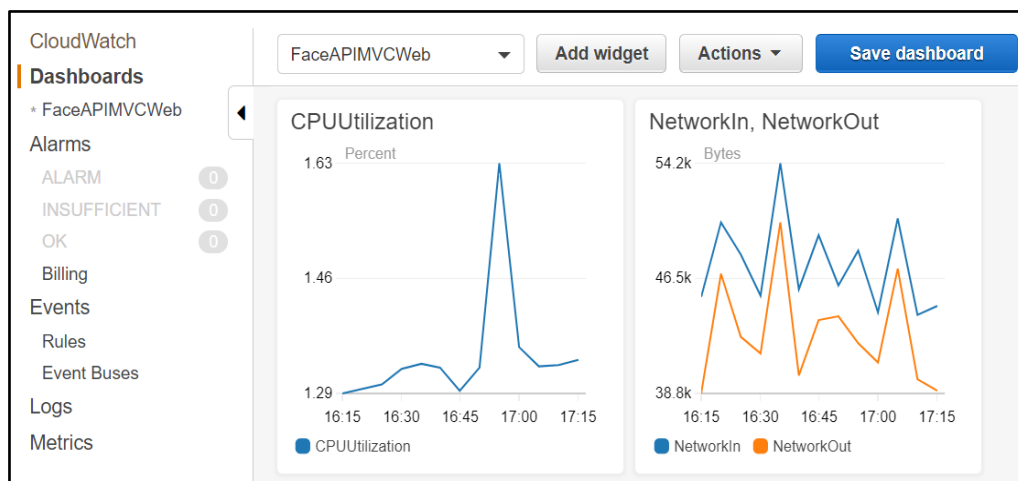 CloudWatch
Dashboards
* FaceAPIMVCWeb
Alarms
ALARM 0
INSUFFICIENT 0
OK 0
Billing
Events
Rules
Event Buses
Logs
Metrics
FaceAPIMVCWeb Add widget Actions Save dashboard
CPUUtilization
Percent
1.63
1.46
1.29
16:15 16:30 16:45 17:00 17:15
CPUUtilization
NetworkIn, NetworkOut
Bytes
54.2k
46.5k
38.8k
16:15 16:30 16:45 17:00 17:15
NetworkIn NetworkOut